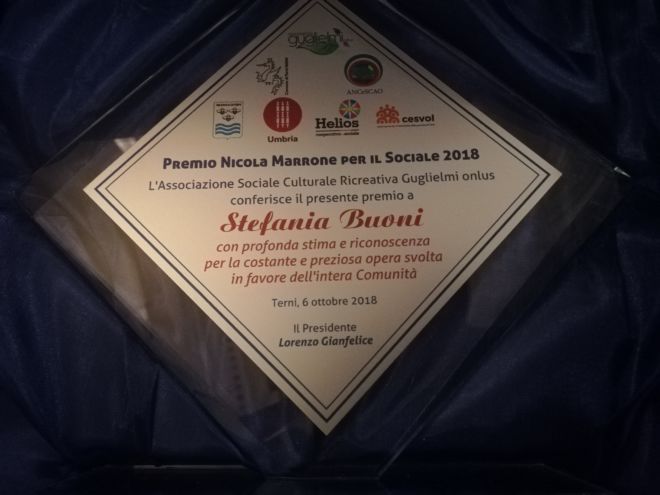 guglielmi
ANCeSCAO
Umbria
Helios
cooperativa sociale
cesvol
PREMIO NICOLA MARRONE PER IL SOCIALE 2018
L'Associazione Sociale Culturale Ricreativa Guglielmi onlus
conferisce il presente premio a
Stefania Buoni
con profonda stima e riconoscenza
per la costante e preziosa opera svolta
in favore dell'intera Comunità
Terni, 6 ottobre 2018
Il Presidente
Lorenzo Gianfelice